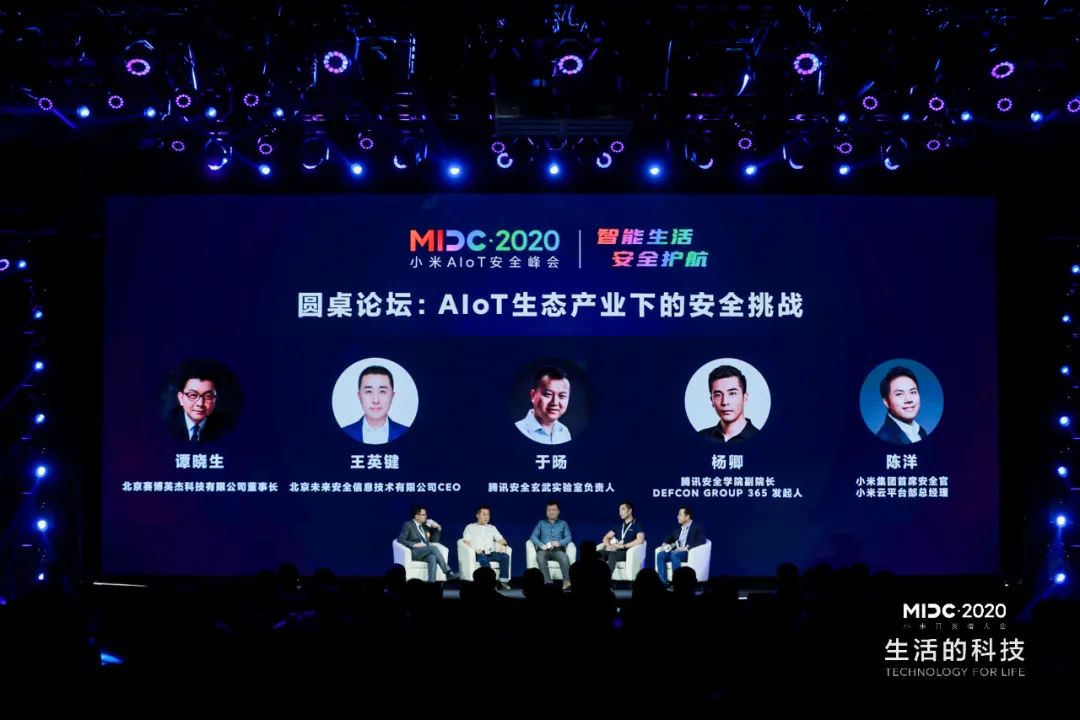 MIDC·2020
小米AIoT安全峰会
智能生活
安全护航
圆桌论坛：AIoT生态产业下的安全挑战
谭晓生
北京赛博英杰科技有限公司董事长
王英键
北京未来安全信息技术有限公司CEO
于旸
腾讯安全玄武实验室负责人
杨卿
腾讯安全学院副院长
DEFCON GROUP 365 发起人
陈洋
小米集团首席安全官
小米云平台部总经理
MIDC·2020
小米开发者大会
生活的科技
TECHNOLOGY FOR LIFE